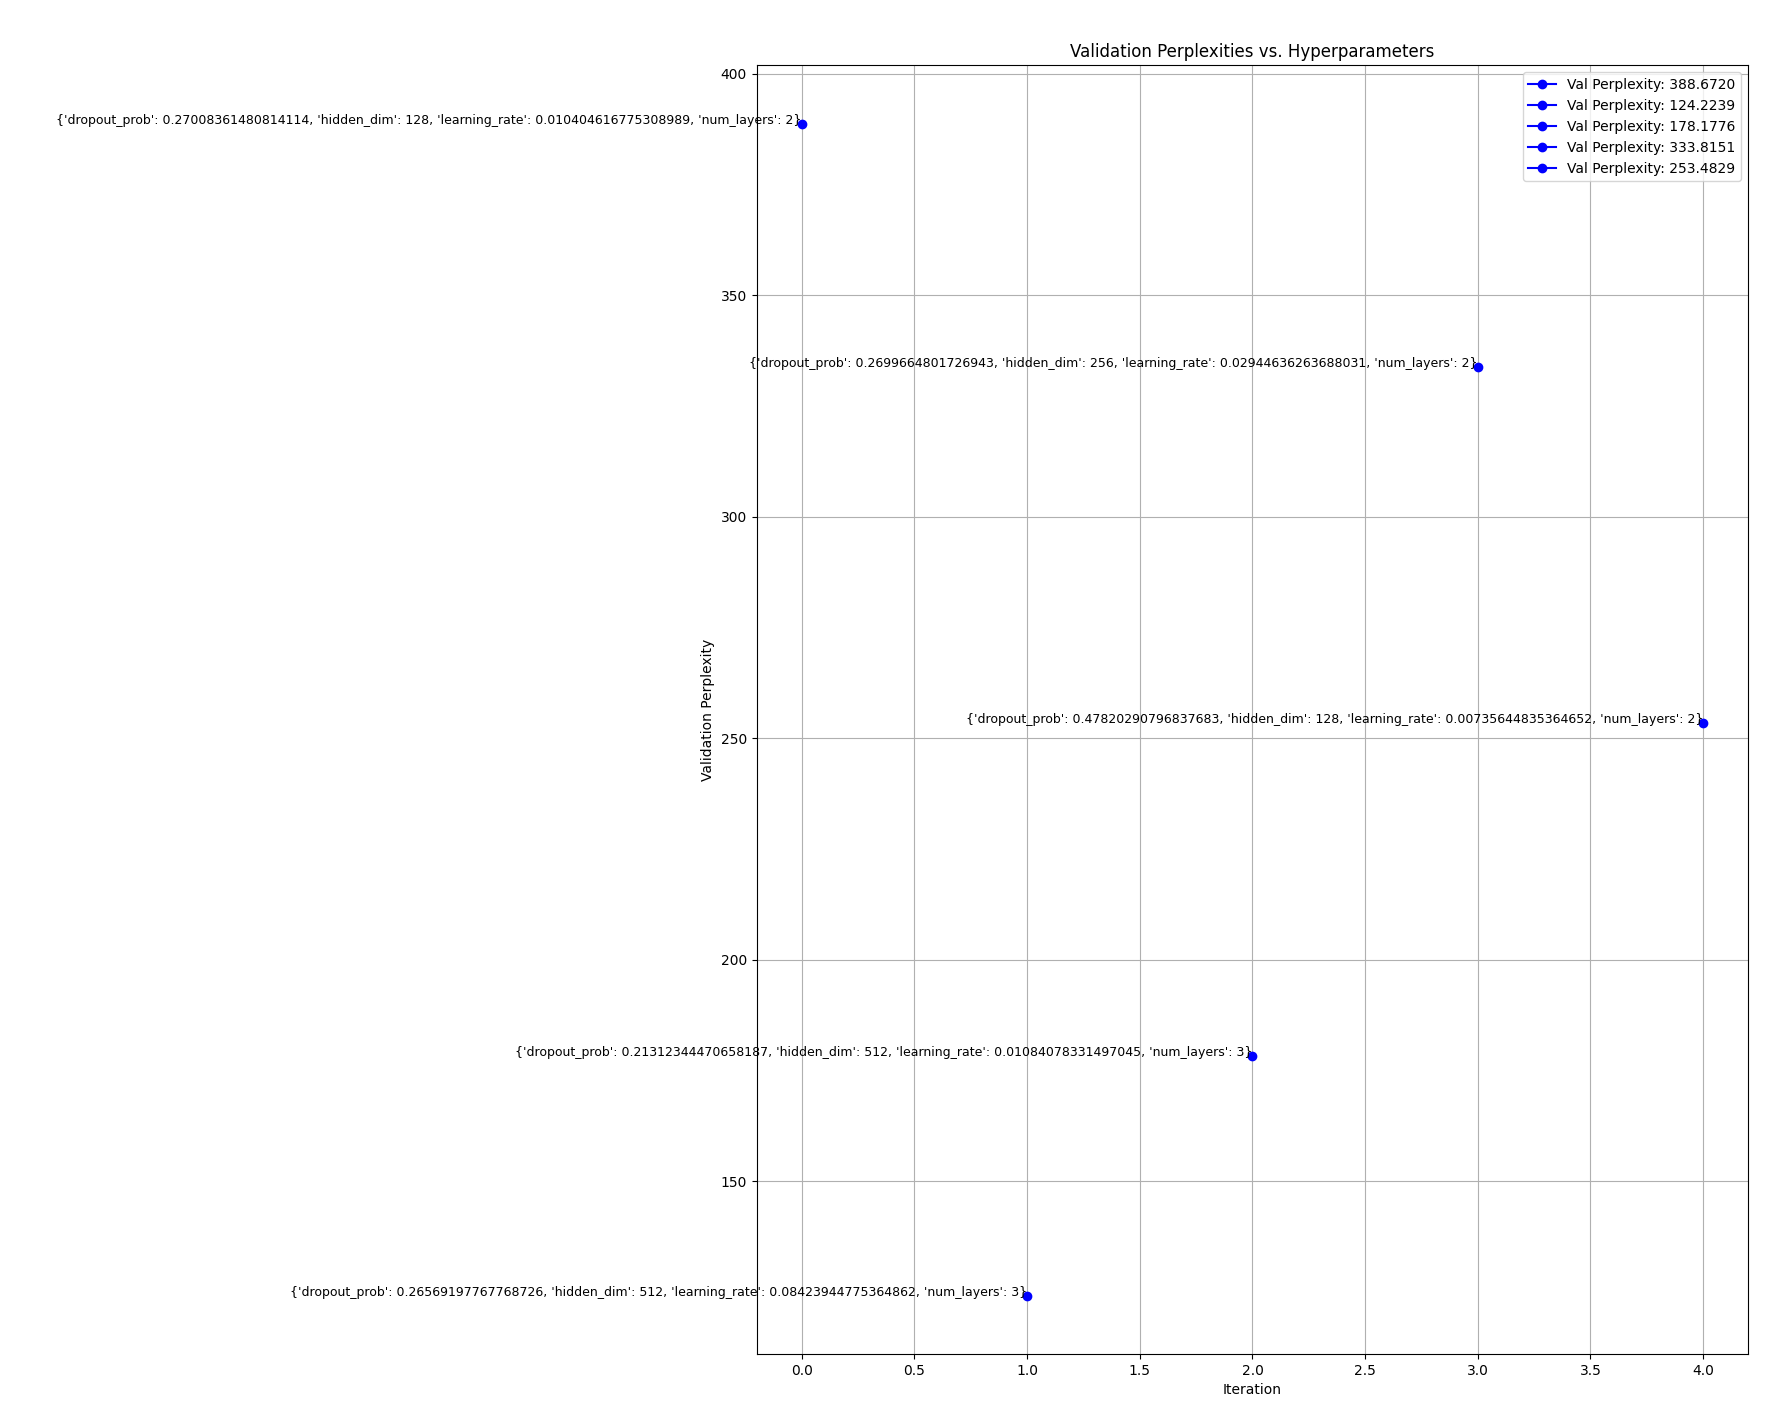 Validation Perplexities vs. Hyperparameters
400
Val Perplexity: 388.6720
Val Perplexity: 124.2239
Val Perplexity: 178.1776
Val Perplexity: 333.8151
Val Perplexity: 253.4829
{'dropout_prob': 0.27008361480814114, 'hidden_dim': 128, 'learning_rate': 0.010404616775308989, 'num_layers': 2}
350
{'dropout_prob': 0.2699664801726943, 'hidden_dim': 256, 'learning_rate': 0.02944636263688031, 'num_layers': 2}
300
Validation Perplexity
{'dropout_prob': 0.47820290796837683, 'hidden_dim': 128, 'learning_rate': 0.00735644835364652, 'num_layers': 2}
250
200
{'dropout_prob': 0.21312344470658187, 'hidden_dim': 512, 'learning_rate': 0.01084078331497045, 'num_layers': 3}
150
{'dropout_prob': 0.26569197767768726, 'hidden_dim': 512, 'learning_rate': 0.08423944775364862, 'num_layers': 3}
0.0 0.5 1.0 1.5 2.0 2.5 3.0 3.5 4.0
Iteration